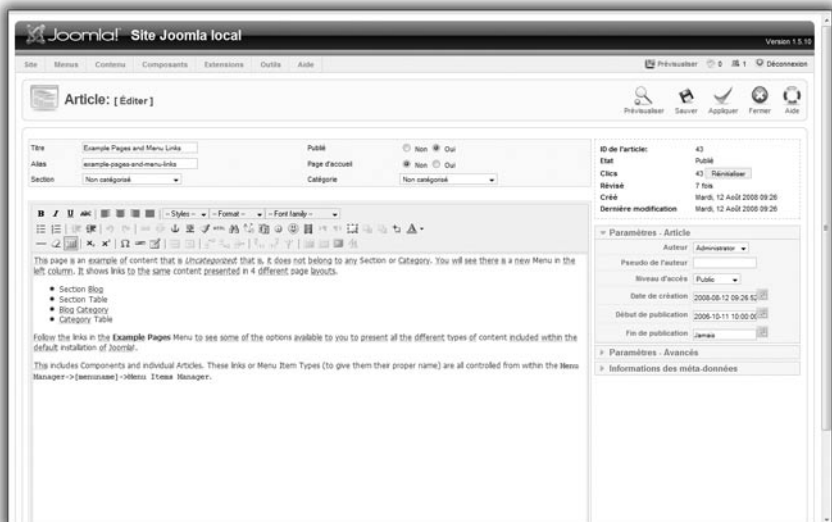 Joomla! Site Joomla local
Version 1.5.10
Site Menus Contenu Composants Extensions Outils Aide
Prévisualiser 0 1 Déconnexion
Article: [Éditer]
Prévisualiser Sauver Appliquer Fermer Aide
Titre Example Pages and Menu Links Publié Non Oui
Alias example-pages-and-menu-links Page d'accueil Non Oui
Section Non catégorisé Catégorie Non catégorisé
ID de l'article: 43
Etat Publié
Clics 43 Réinitialiser
Révisé 7 fois
Créé Mardi, 12 Août 2008 09:26
Dernière modification Mardi, 12 Août 2008 09:26
B I U ABC -- Styles -- -- Format -- -- Font family --
This page is an example of content that is Uncategorized that is, it does not belong to any Section or Category. You will see there is a new Menu in the
left column. It shows links to the same content presented in 4 different page layouts.
Section Blog
Section Table
Blog Category
Category Table
Follow the links in the Example Pages Menu to see some of the options available to you to present all the different types of content included within the
default installation of Joomla!.
This includes Components and individual Articles. These links or Menu Item Types (to give them their proper name) are all controlled from within the Menu
Manager->[menuname]->Menu Items Manager.
Paramètres - Article
Auteur Administrator
Pseudo de l'auteur
Niveau d'accès Public
Date de création 2008-08-12 09:26:52
Début de publication 2006-10-11 10:00:00
Fin de publication Jamais
Paramètres - Avancés
Informations des méta-données